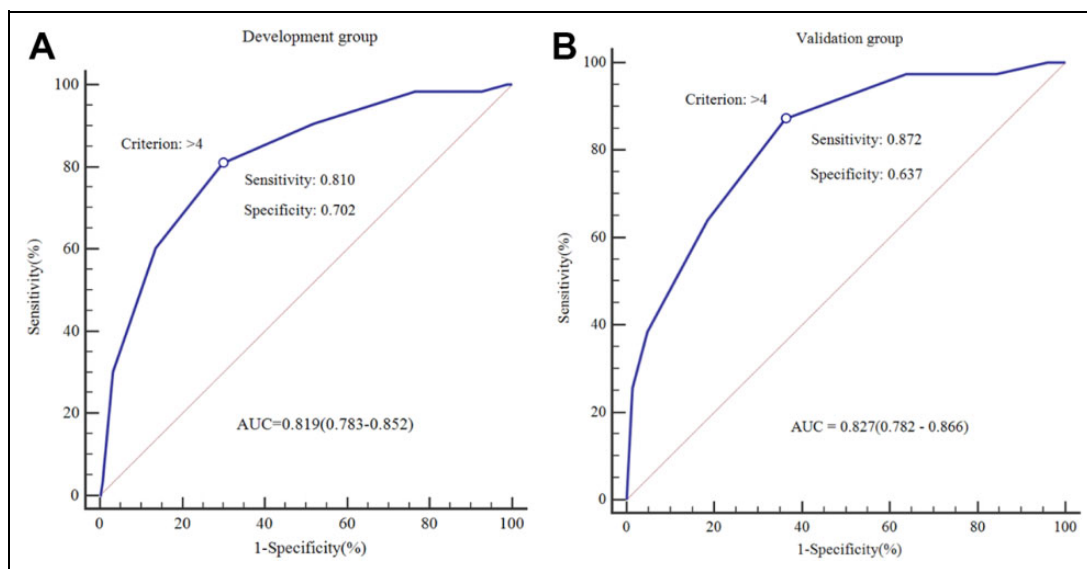 A
Development group
100
80
60
40
20
0
Sensitivity(%)
Criterion: >4
Sensitivity: 0.810
Specificity: 0.702
AUC=0.819(0.783-0.852)
0 20 40 60 80 100
1-Specificity(%)
B
Validation group
100
80
60
40
20
0
Sensitivity(%)
Criterion: >4
Sensitivity: 0.872
Specificity: 0.637
AUC = 0.827(0.782 - 0.866)
0 20 40 60 80 100
1-Specificity(%)